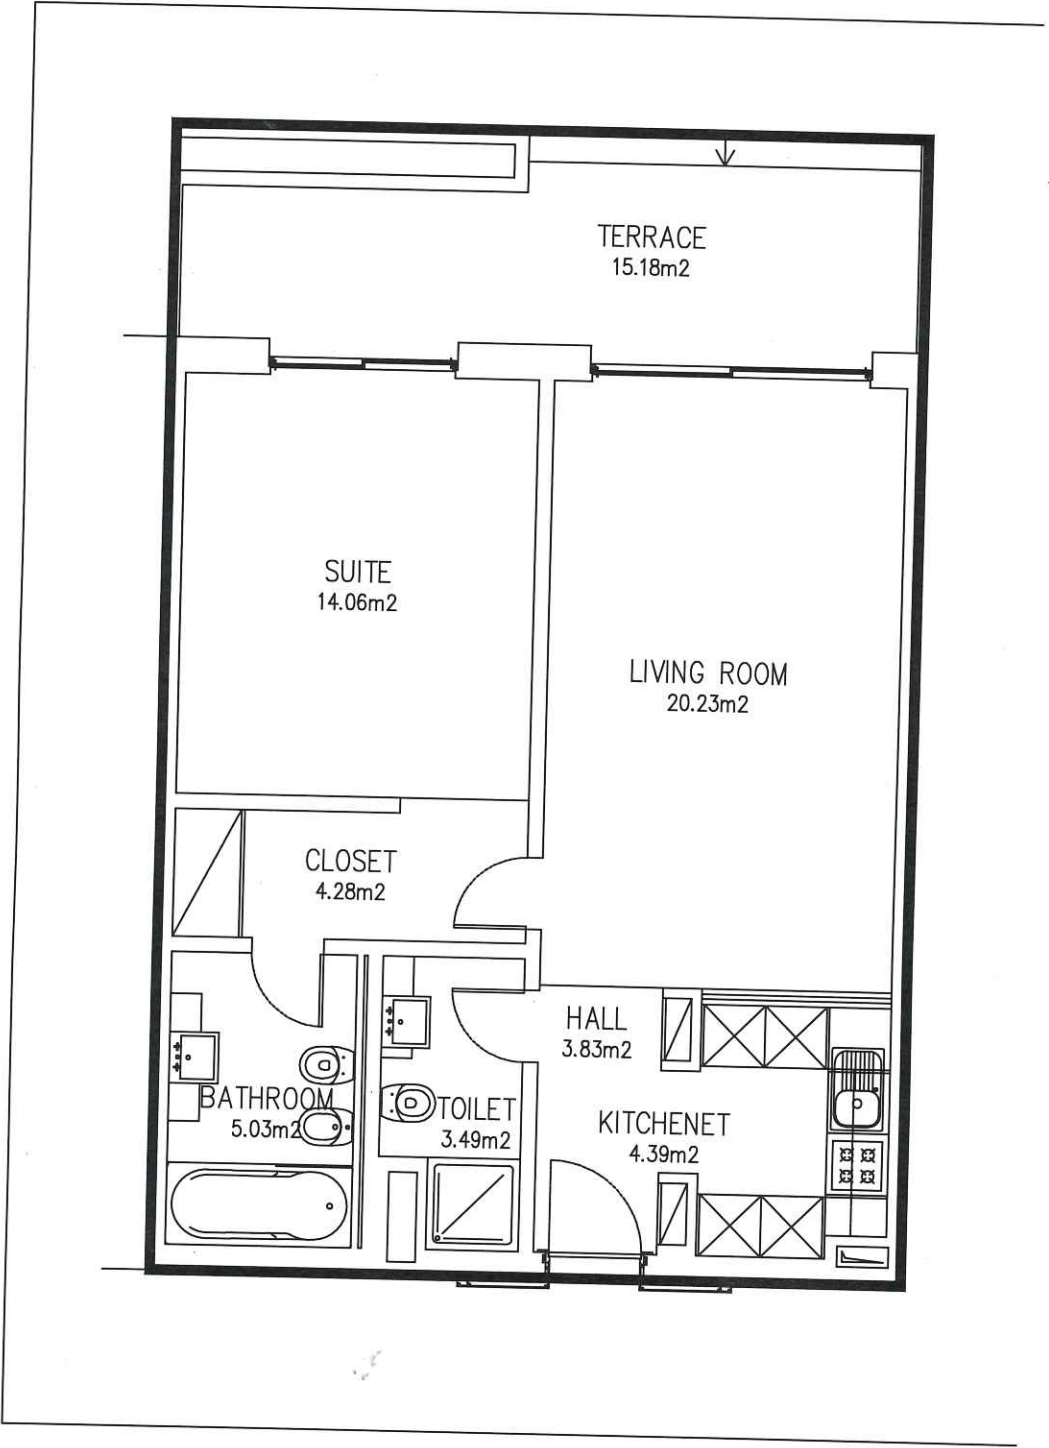 TERRACE
15.18m2
SUITE
14.06m2
LIVING ROOM
20.23m2
CLOSET
4.28m2
HALL
3.83m2
BATHROOM
5.03m2
TOILET
3.49m2
KITCHENET
4.39m2